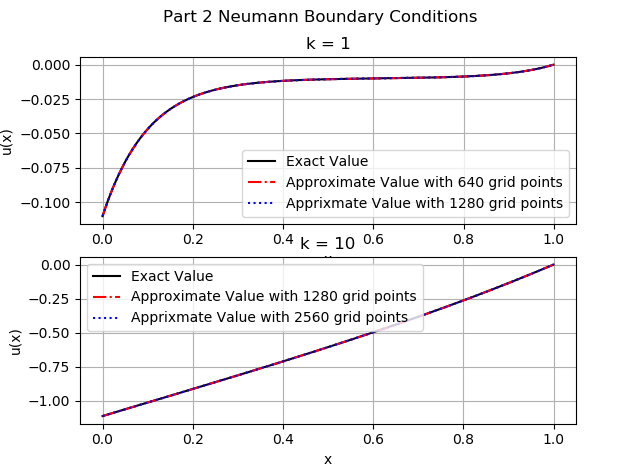 Part 2 Neumann Boundary Conditions
k = 1
0.000
−0.025
−0.050
−0.075
−0.100
u(x)
Exact Value
Approximate Value with 640 grid points
Apprixmate Value with 1280 grid points
0.0 0.2 0.4 0.6 0.8 1.0
k = 10
0.00
−0.25
−0.50
−0.75
−1.00
u(x)
Exact Value
Approximate Value with 1280 grid points
Apprixmate Value with 2560 grid points
0.0 0.2 0.4 0.6 0.8 1.0
x